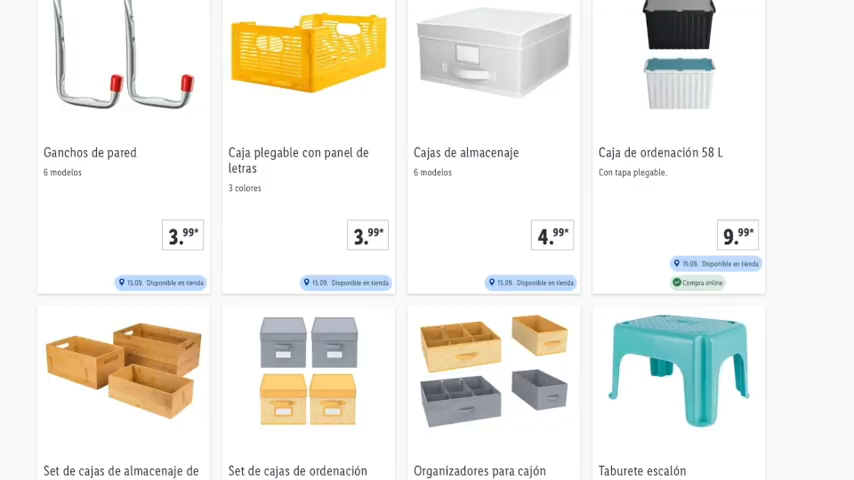 Ganchos de pared
6 modelos
3.99*
15.09. Disponible en tienda
Caja plegable con panel de
letras
3 colores
3.99*
15.09. Disponible en tienda
Cajas de almacenaje
6 modelos
4.99*
15.09. Disponible en tienda
Caja de ordenación 58 L
Con tapa plegable.
9.99*
19.09. Disponible en tienda
Compra online
Set de cajas de almacenaje de
Set de cajas de ordenación
Organizadores para cajón
Taburete escalón